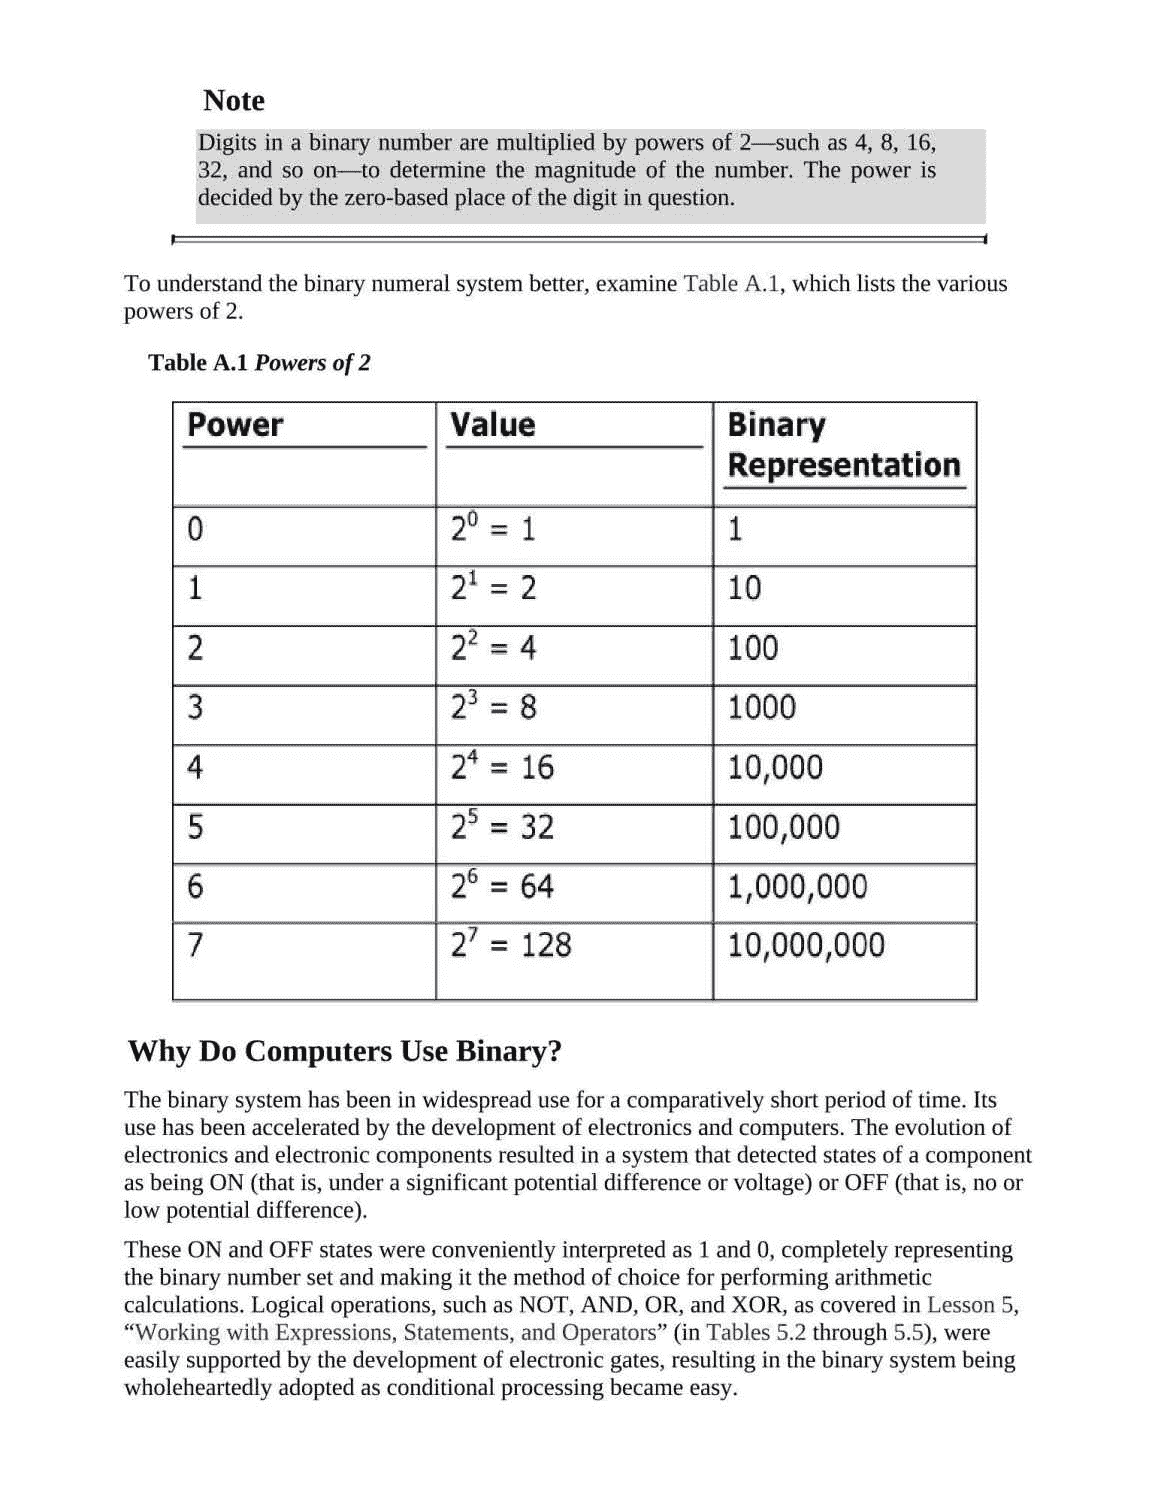 Note
Digits in a binary number are multiplied by powers of 2—such as 4, 8, 16,
32, and so on—to determine the magnitude of the number. The power is
decided by the zero-based place of the digit in question.
To understand the binary numeral system better, examine Table A.1, which lists the various
powers of 2.
Table A.1 Powers of 2
Power Value Binary
Representation
0 2⁰ = 1 1
1 2¹ = 2 10
2 2² = 4 100
3 2³ = 8 1000
4 2⁴ = 16 10,000
5 2⁵ = 32 100,000
6 2⁶ = 64 1,000,000
7 2⁷ = 128 10,000,000
Why Do Computers Use Binary?
The binary system has been in widespread use for a comparatively short period of time. Its
use has been accelerated by the development of electronics and computers. The evolution of
electronics and electronic components resulted in a system that detected states of a component
as being ON (that is, under a significant potential difference or voltage) or OFF (that is, no or
low potential difference).
These ON and OFF states were conveniently interpreted as 1 and 0, completely representing
the binary number set and making it the method of choice for performing arithmetic
calculations. Logical operations, such as NOT, AND, OR, and XOR, as covered in Lesson 5,
“Working with Expressions, Statements, and Operators” (in Tables 5.2 through 5.5), were
easily supported by the development of electronic gates, resulting in the binary system being
wholeheartedly adopted as conditional processing became easy.